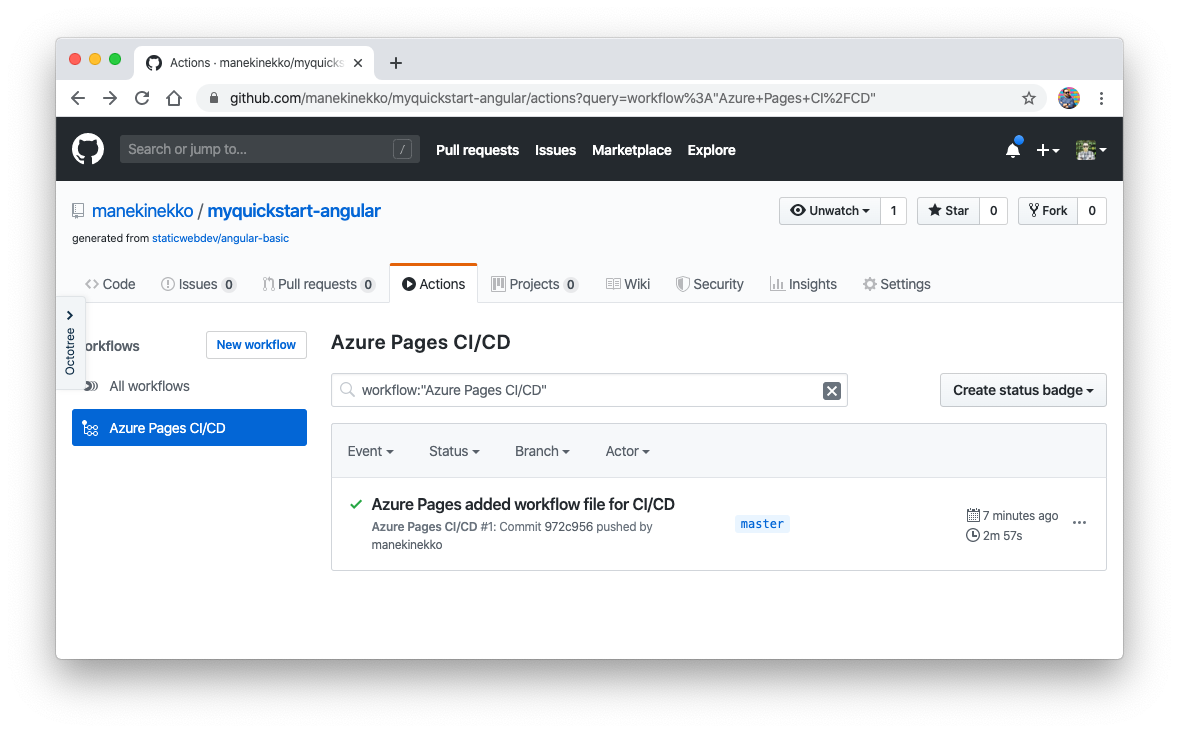 Actions · manekinekko/myquicks
github.com/manekinekko/myquickstart-angular/actions?query=workflow%3A"Azure+Pages+CI%2FCD"
Search or jump to... / Pull requests Issues Marketplace Explore
manekinekko / myquickstart-angular Unwatch 1 Star 0 Fork 0
generated from staticwebdev/angular-basic
Code Issues 0 Pull requests 0 Actions Projects 0 Wiki Security Insights Settings
Octotree
orkflows New workflow
All workflows
Azure Pages CI/CD
Azure Pages CI/CD
workflow:"Azure Pages CI/CD" Create status badge
Event Status Branch Actor
Azure Pages added workflow file for CI/CD
Azure Pages CI/CD #1: Commit 972c956 pushed by
manekinekko
master
7 minutes ago
2m 57s